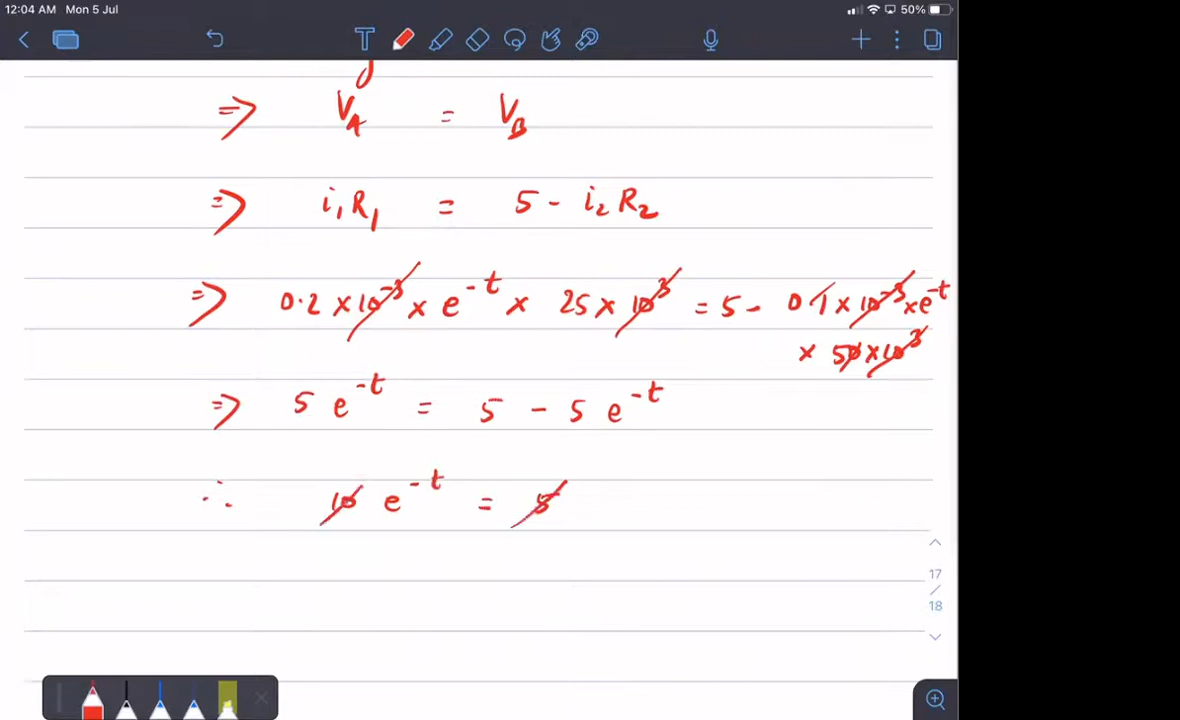 12:04 AM Mon 5 Jul 50%
T
⇒ V_A = V_B
⇒ i₁R₁ = 5 - i₂R₂
⇒ 0.2 × 10⁻³ × e⁻ᵗ × 25 × 10³ = 5 - 0.1 × 10⁻³ × e⁻ᵗ
× 50 × 10³
⇒ 5 e⁻ᵗ = 5 - 5 e⁻ᵗ
∴ 10 e⁻ᵗ = 5
17
/
18